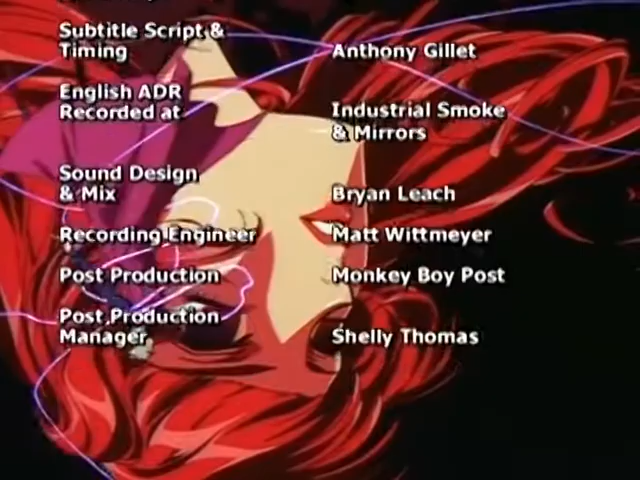 Subtitle Script &
Timing
Anthony Gillet
English ADR
Recorded at
Industrial Smoke
& Mirrors
Sound Design
& Mix
Bryan Leach
Recording Engineer
Matt Wittmeyer
Post Production
Monkey Boy Post
Post Production
Manager
Shelly Thomas